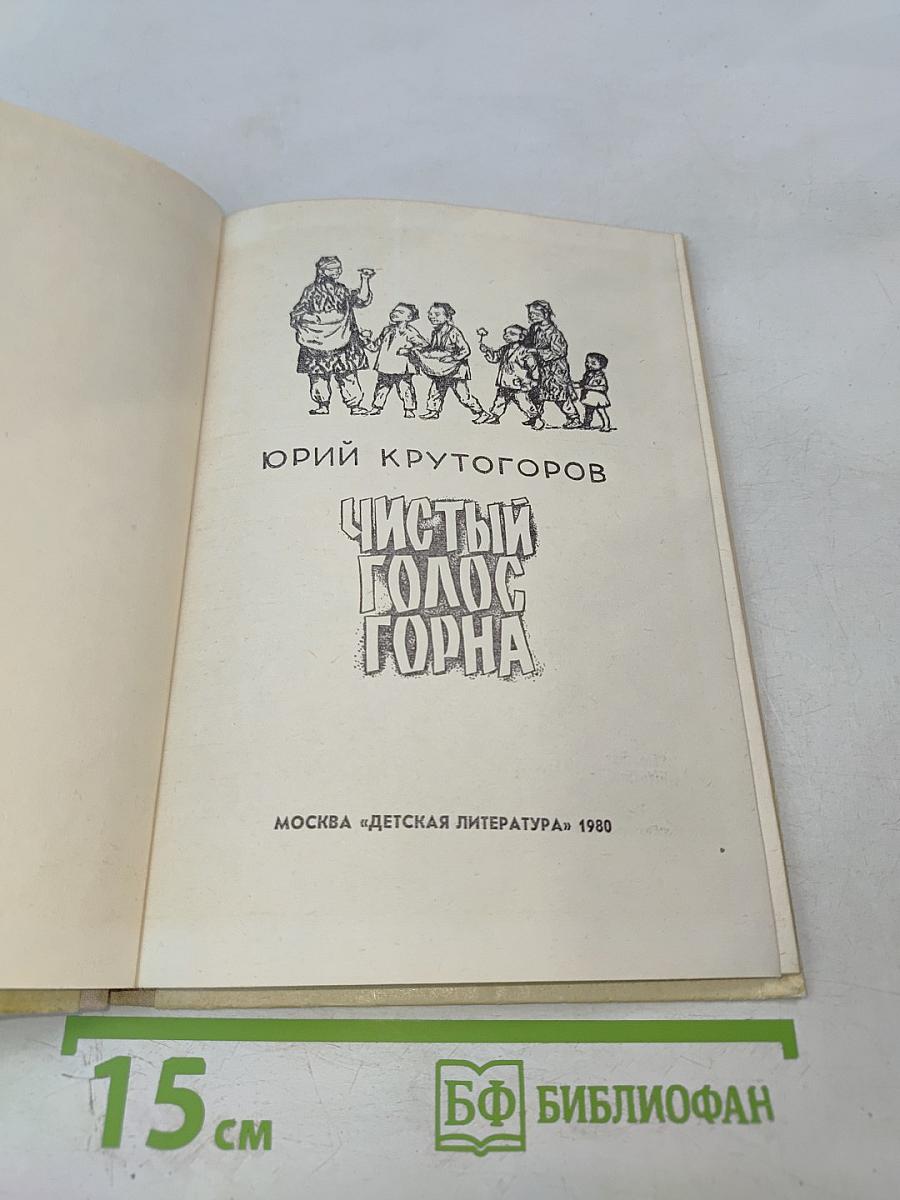 ЮРИЙ КРУТОГОРОВ
ЧИСТЫЙ
ГОЛОС
ГОРНА
МОСКВА «ДЕТСКАЯ ЛИТЕРАТУРА» 1980
15 см
БФ БИБЛИОФАН